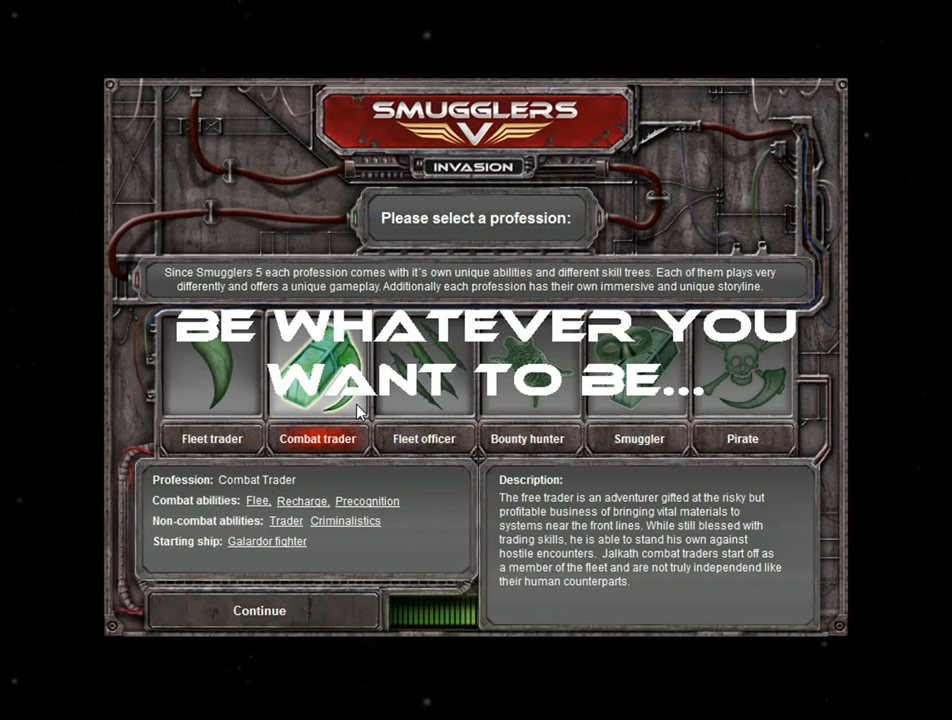 SMUGGLERS
V
INVASION
Please select a profession:
Since Smugglers 5 each profession comes with it´s own unique abilities and different skill trees. Each of them plays very
differently and offers a unique gameplay. Additionally each profession has their own immersive and unique storyline.
BE WHATEVER YOU
WANT TO BE...
Fleet trader Combat trader Fleet officer Bounty hunter Smuggler Pirate
Profession: Combat Trader
Combat abilities: Flee, Recharge, Precognition
Non-combat abilities: Trader Criminalistics
Starting ship: Galardor fighter
Continue
Description:
The free trader is an adventurer gifted at the risky but
profitable business of bringing vital materials to
systems near the front lines. While still blessed with
trading skills, he is able to stand his own against
hostile encounters. Jalkath combat traders start off as
a member of the fleet and are not truly independend like
their human counterparts.